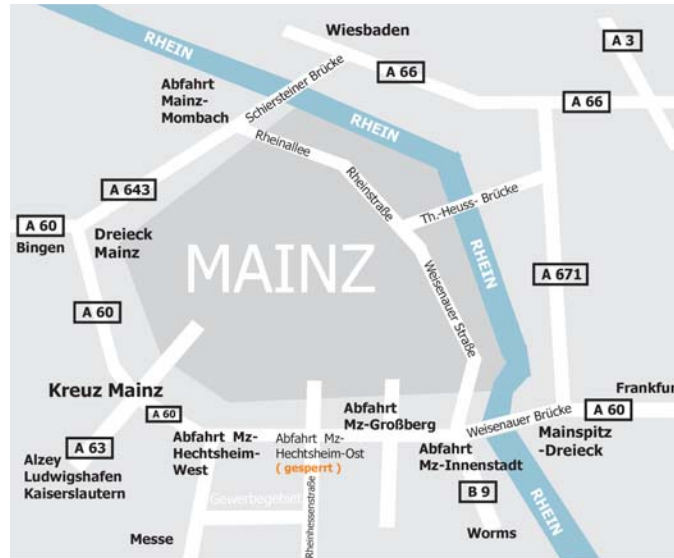 Wiesbaden
RHEIN
A 3
A 66
A 66
Abfahrt
Mainz-
Mombach
Schiersteiner Brücke
RHEIN
Rheinallee
Rheinstraße
A 643
Th.-Heuss- Brücke
A 60
Bingen
Dreieck
Mainz
MAINZ
RHEIN
A 671
Weisenauer Straße
A 60
Kreuz Mainz
Frankfur
A 60
A 60
Weisenauer Brücke
Mainspitz
-Dreieck
Abfahrt
Mz-Großberg
Abfahrt Mz-
Hechtsheim-
West
Abfahrt Mz-
Hechtsheim-Ost
( gesperrt )
Abfahrt
Mz-Innenstadt
A 63
Alzey
Ludwigshafen
Kaiserslautern
B 9
Gewerbegebiet
Rheinhessenstraße
RHEIN
Messe
Worms